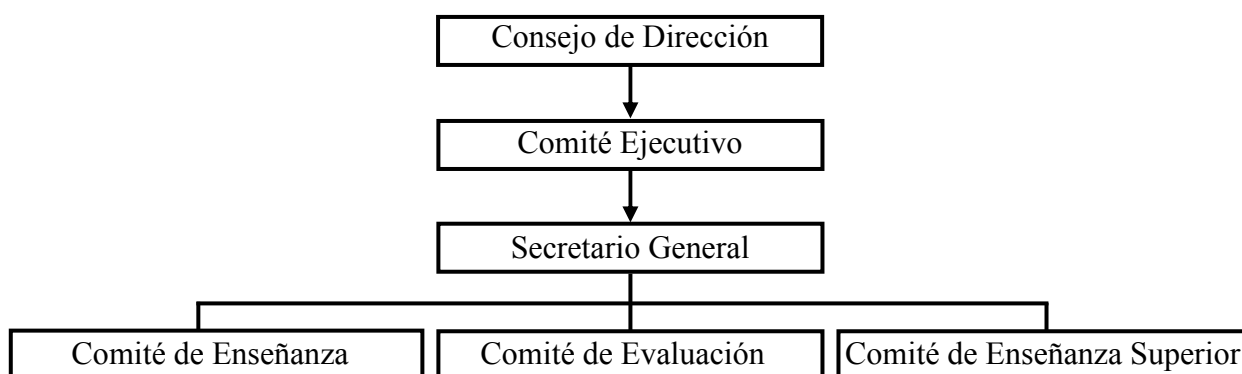 Consejo de Dirección
Comité Ejecutivo
Secretario General
Comité de Enseñanza
Comité de Evaluación
Comité de Enseñanza Superior